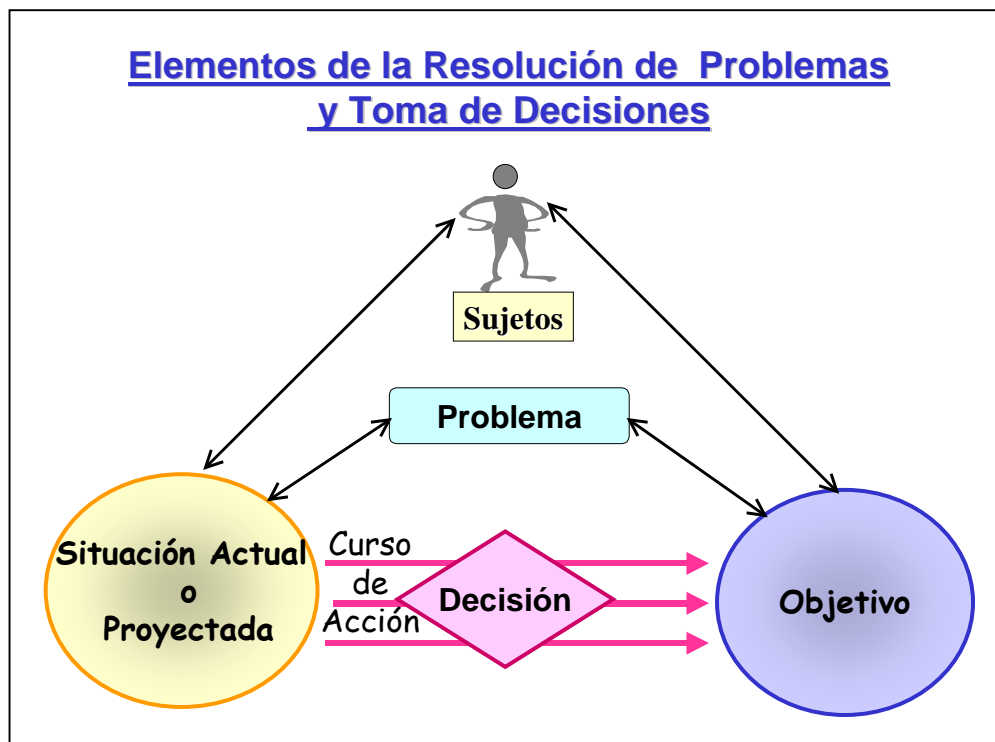 Elementos de la Resolución de Problemas
y Toma de Decisiones
Sujetos
Problema
Situación Actual
o
Proyectada
Curso
de
Acción
Decisión
Objetivo